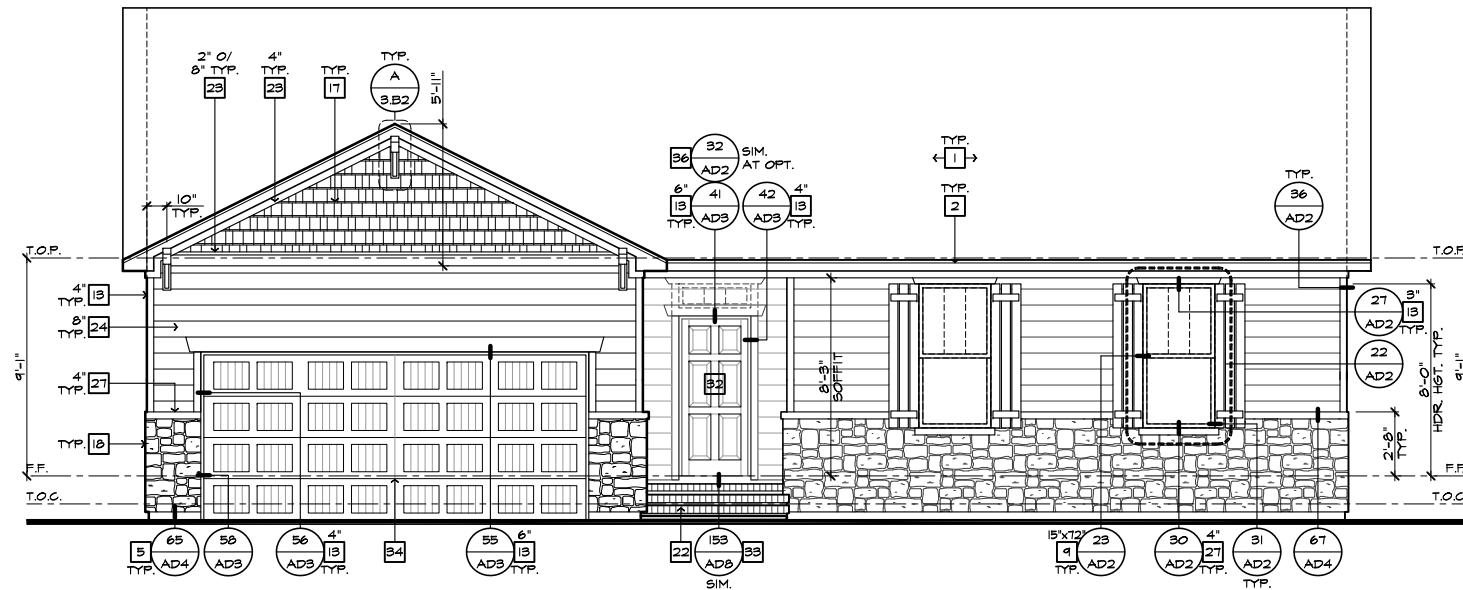 TYP.
2" O/
8" TYP.
23
4"
TYP.
23
TYP.
17
A
3.B2
5'-11"
10"
TYP.
36
32
AD2
SIM.
AT OPT.
6"
13
TYP.
41
AD3
42
AD3
4"
13
TYP.
TYP.
1
TYP.
2
TYP.
36
AD2
T.O.P.
T.O.P.
9'-1"
4"
TYP. 13
8"
TYP. 24
4"
TYP. 27
TYP. 18
32
8'-3"
SOFFIT
27
AD2
3"
13
TYP.
22
AD2
8'-0"
HDR. HGT. TYP.
9'-1"
2'-8"
TYP.
F.F.
F.F.
T.O.C.
T.O.C.
5
TYP.
65
AD4
58
AD3
56
AD3
4"
13
TYP.
34
55
AD3
6"
13
TYP.
22
153
AD8
33
SIM.
15"x72"
9
TYP.
23
AD2
30
AD2
4"
27
TYP.
31
AD2
TYP.
67
AD4